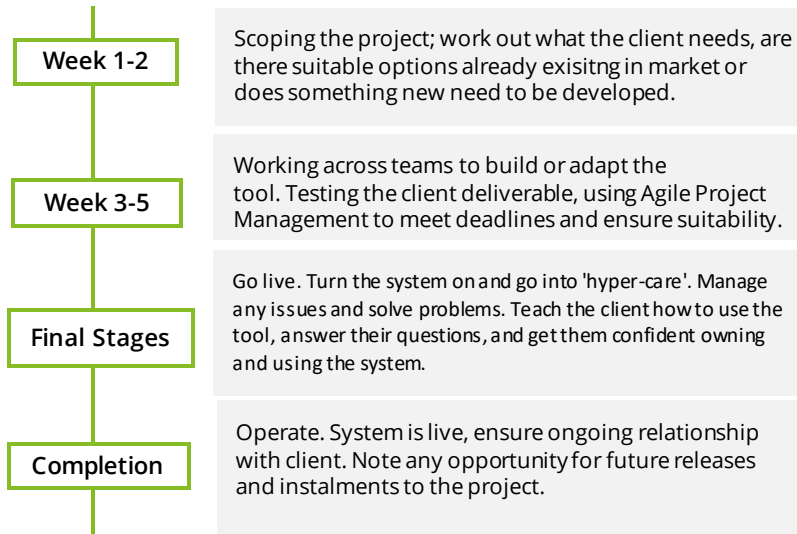 Week 1-2
Scoping the project; work out what the client needs, are
there suitable options already exisitng in market or
does something new need to be developed.
Week 3-5
Working across teams to build or adapt the
tool. Testing the client deliverable, using Agile Project
Management to meet deadlines and ensure suitability.
Final Stages
Go live. Turn the system on and go into 'hyper-care'. Manage
any issues and solve problems. Teach the client how to use the
tool, answer their questions, and get them confident owning
and using the system.
Completion
Operate. System is live, ensure ongoing relationship
with client. Note any opportunity for future releases
and instalments to the project.